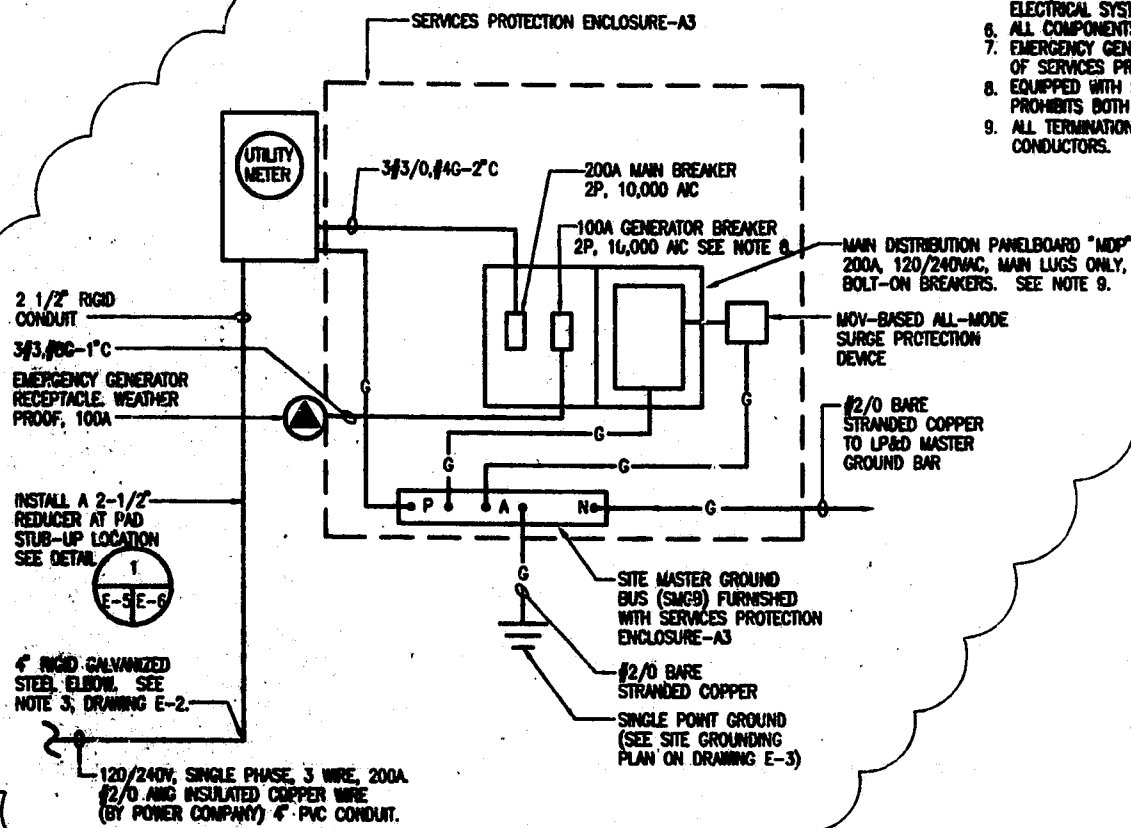 SERVICES PROTECTION ENCLOSURE-A3
ELECTRICAL SYST
6. ALL COMPONENTS
7. EMERGENCY GEN
OF SERVICES PR
8. EQUIPPED WITH
PROHIBITS BOTH
9. ALL TERMINATION
CONDUCTORS.
UTILITY
METER
3#3/0,#4G-2"C
200A MAIN BREAKER
2P, 10,000 AIC
100A GENERATOR BREAKER
2P, 10,000 AIC SEE NOTE 8
MAIN DISTRIBUTION PANELBOARD "MDP"
200A, 120/240VAC, MAIN LUGS ONLY,
BOLT-ON BREAKERS. SEE NOTE 9.
MOV-BASED ALL-MODE
SURGE PROTECTION
DEVICE
2 1/2" RIGID
CONDUIT
3#3,#8G-1"C
EMERGENCY GENERATOR
RECEPTACLE. WEATHER
PROOF, 100A
G
G
G
G
G
#2/0 BARE
STRANDED COPPER
TO LP&D MASTER
GROUND BAR
P A N
G
INSTALL A 2-1/2"
REDUCER AT PAD
STUB-UP LOCATION
SEE DETAIL
1
E-5 E-6
G
SITE MASTER GROUND
BUS (SMGB) FURNISHED
WITH SERVICES PROTECTION
ENCLOSURE-A3
4" RIGID GALVANIZED
STEEL ELBOW. SEE
NOTE 3, DRAWING E-2.
#2/0 BARE
STRANDED COPPER
SINGLE POINT GROUND
(SEE SITE GROUNDING
PLAN ON DRAWING E-3)
120/240V, SINGLE PHASE, 3 WIRE, 200A.
#2/0 AWG INSULATED COPPER WIRE
(BY POWER COMPANY) 4" PVC CONDUIT.